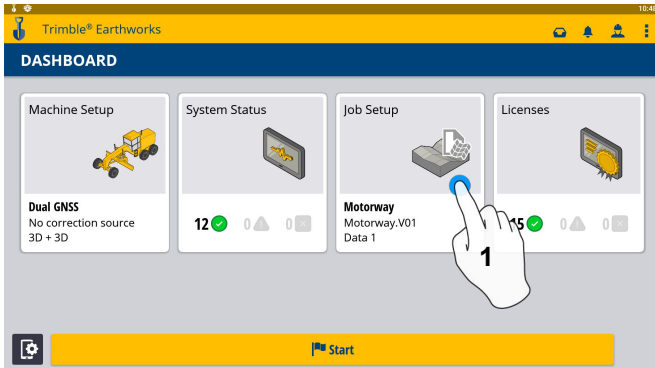 10:48
Trimble® Earthworks
DASHBOARD
Machine Setup
Dual GNSS
No correction source
3D + 3D
System Status
12 0 0
Job Setup
Motorway
Motorway.V01
Data 1
Licenses
15 0 0
1
Start